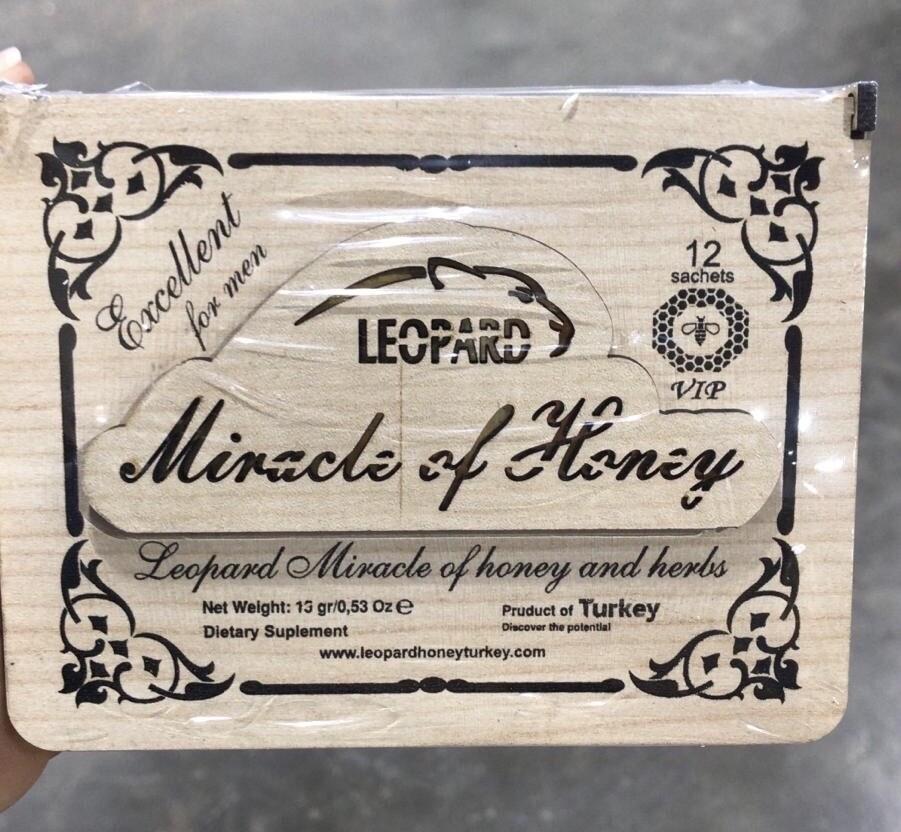 Excellent
for men
12
sachets
VIP
LEOPARD
Miracle of Honey
Leopard Miracle of honey and herbs
Net Weight: 15 gr/0,53 Oz e
Dietary Suplement
Pruduct of Turkey
Discover the potential
www.leopardhoneyturkey.com